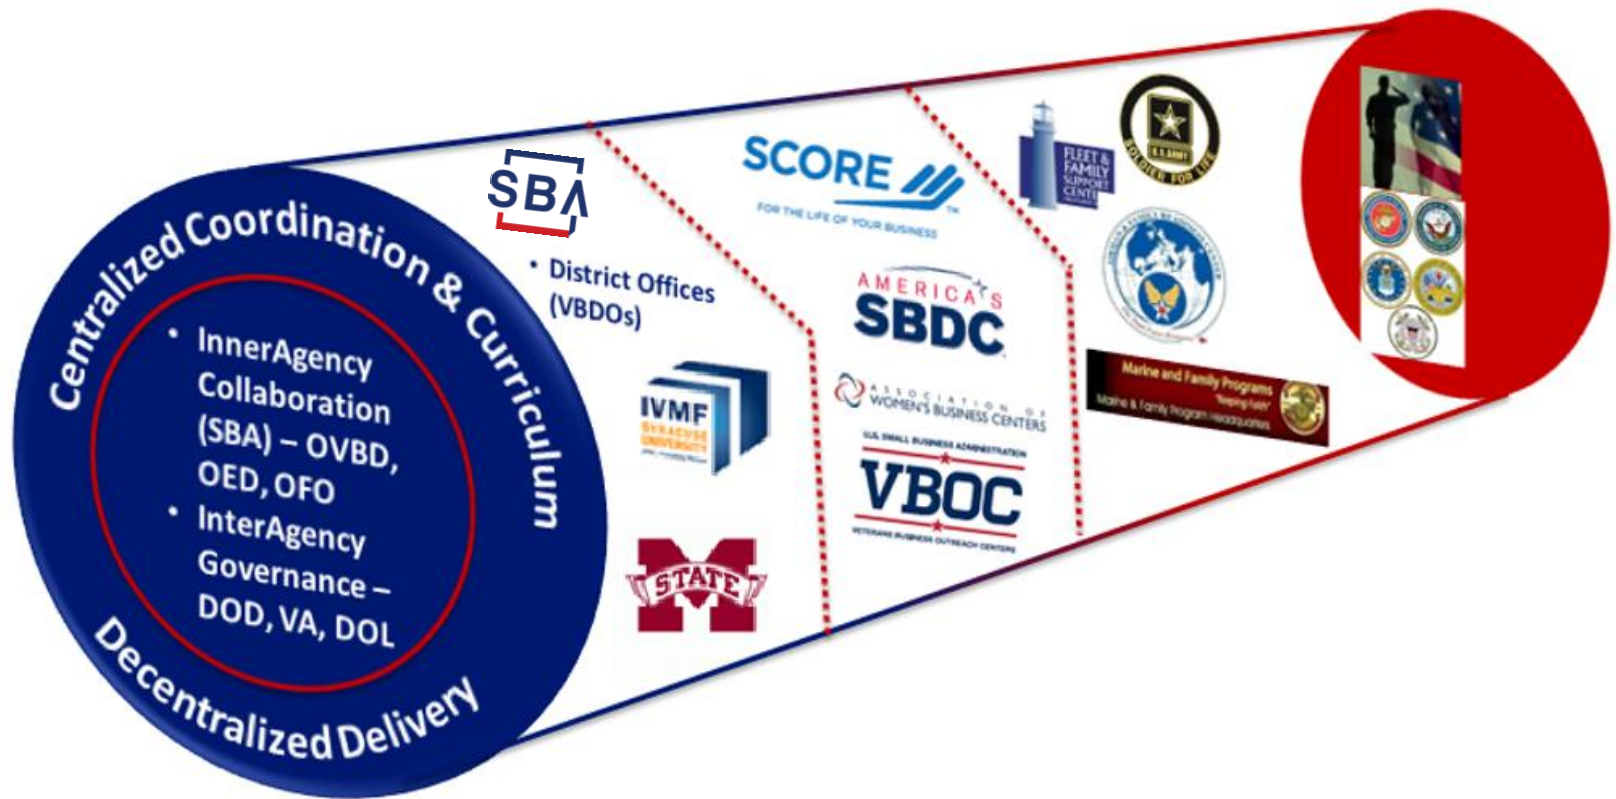 Centralized Coordination & Curriculum
• InnerAgency
Collaboration
(SBA) – OVBD,
OED, OFO
• InterAgency
Governance –
DOD, VA, DOL
Decentralized Delivery
SBA
• District Offices
(VBDOs)
IVMF
SYRACUSE
UNIVERSITY
STATE
SCORE
FOR THE LIFE OF YOUR BUSINESS
TM
AMERICA'S
SBDC
ASSOCIATION OF
WOMEN'S BUSINESS CENTERS
U.S. SMALL BUSINESS ADMINISTRATION
VBOC
VETERANS BUSINESS OUTREACH CENTERS
FLEET &
FAMILY
SUPPORT
U.S. ARMY
SOLDIER FOR LIFE
Marine and Family Programs
"Keeping Faith"
Marine & Family Program Headquarters